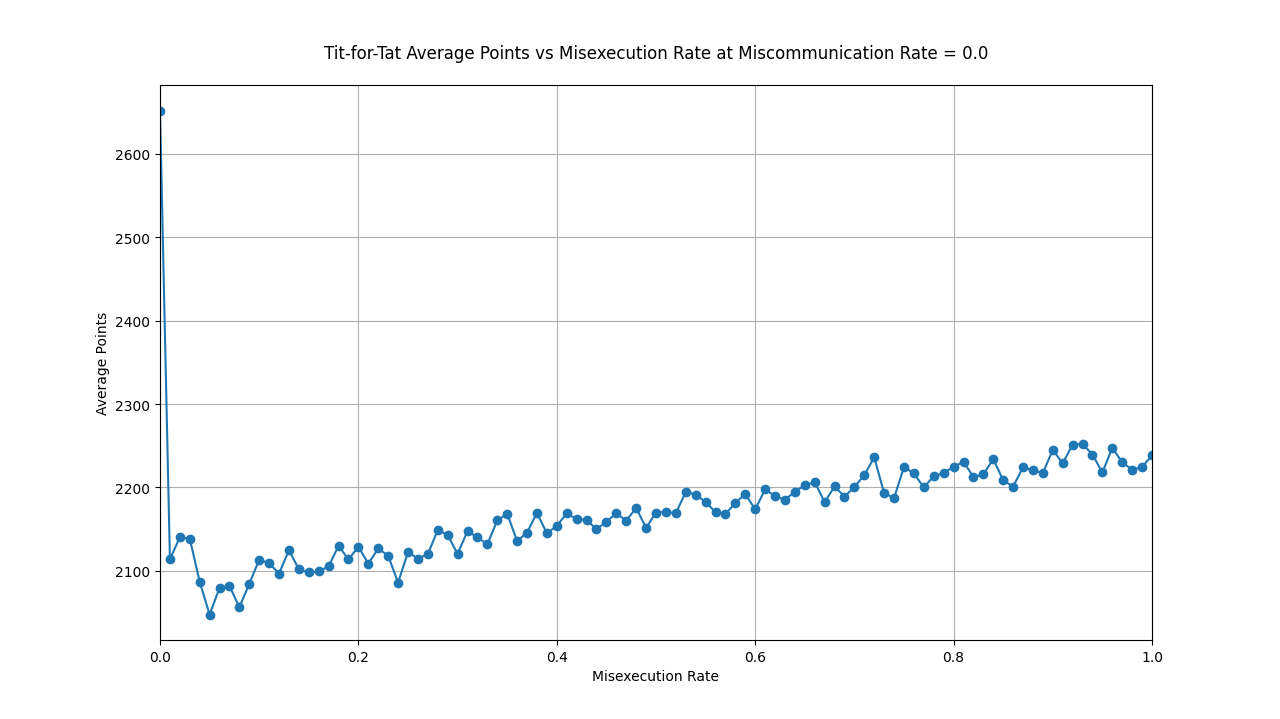 Tit-for-Tat Average Points vs Misexecution Rate at Miscommunication Rate = 0.0
Average Points
2600
2500
2400
2300
2200
2100
0.0 0.2 0.4 0.6 0.8 1.0
Misexecution Rate